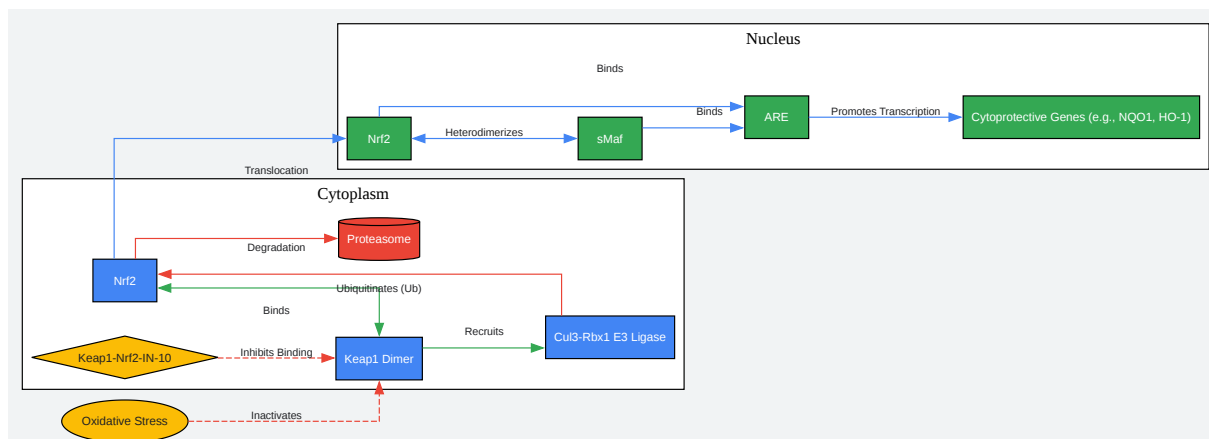 Nucleus
Binds
Binds
ARE
Promotes Transcription
Cytoprotective Genes (e.g., NQO1, HO-1)
Nrf2
Heterodimerizes
sMaf
Translocation
Cytoplasm
Proteasome
Degradation
Nrf2
Ubiquitinates (Ub)
Binds
Recruits
Cul3-Rbx1 E3 Ligase
Keap1-Nrf2-IN-10
Inhibits Binding
Keap1 Dimer
Oxidative Stress
Inactivates